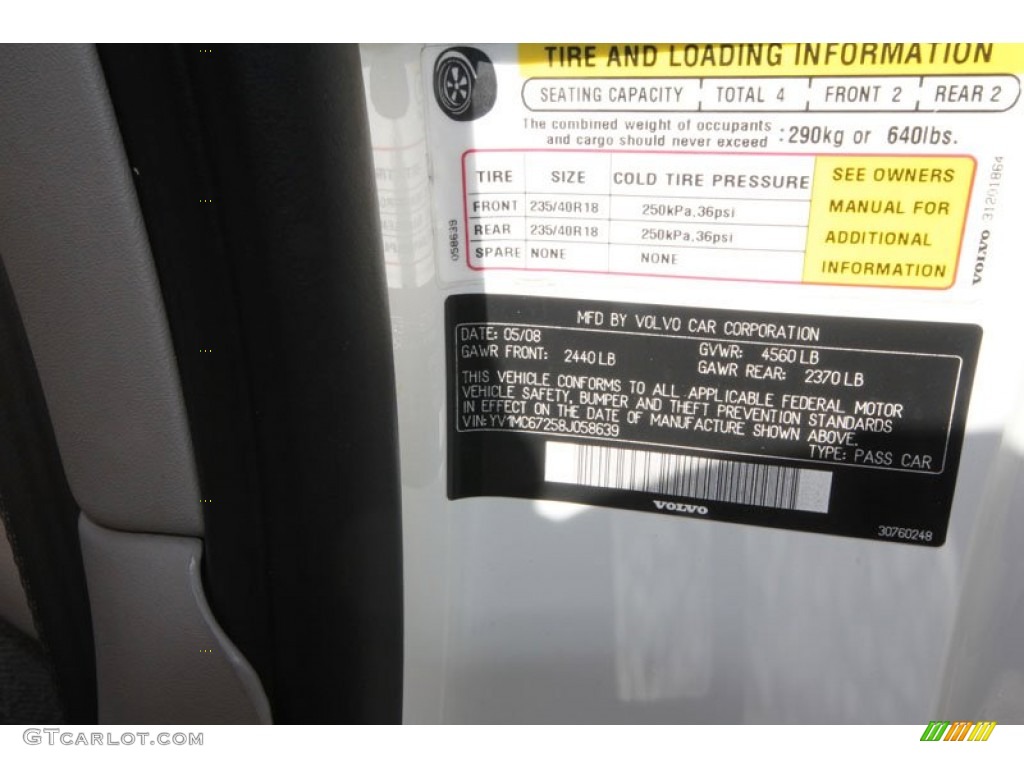 TIRE AND LOADING INFORMATION
SEATING CAPACITY TOTAL 4 FRONT 2 REAR 2
The combined weight of occupants
and cargo should never exceed :290kg or 640lbs.
TIRE SIZE COLD TIRE PRESSURE
FRONT 235/40R18 250kPa,36psi
REAR 235/40R18 250kPa,36psi
SPARE NONE NONE
SEE OWNERS
MANUAL FOR
ADDITIONAL
INFORMATION
058639
VOLVO 31201864
MFD BY VOLVO CAR CORPORATION
DATE: 05/08
GVWR: 4560 LB
GAWR FRONT: 2440 LB
GAWR REAR: 2370 LB
THIS VEHICLE CONFORMS TO ALL APPLICABLE FEDERAL MOTOR
VEHICLE SAFETY, BUMPER AND THEFT PREVENTION STANDARDS
IN EFFECT ON THE DATE OF MANUFACTURE SHOWN ABOVE.
VIN: YV1MC67258J058639
TYPE: PASS CAR
VOLVO
30760248
GTCARLOT.COM